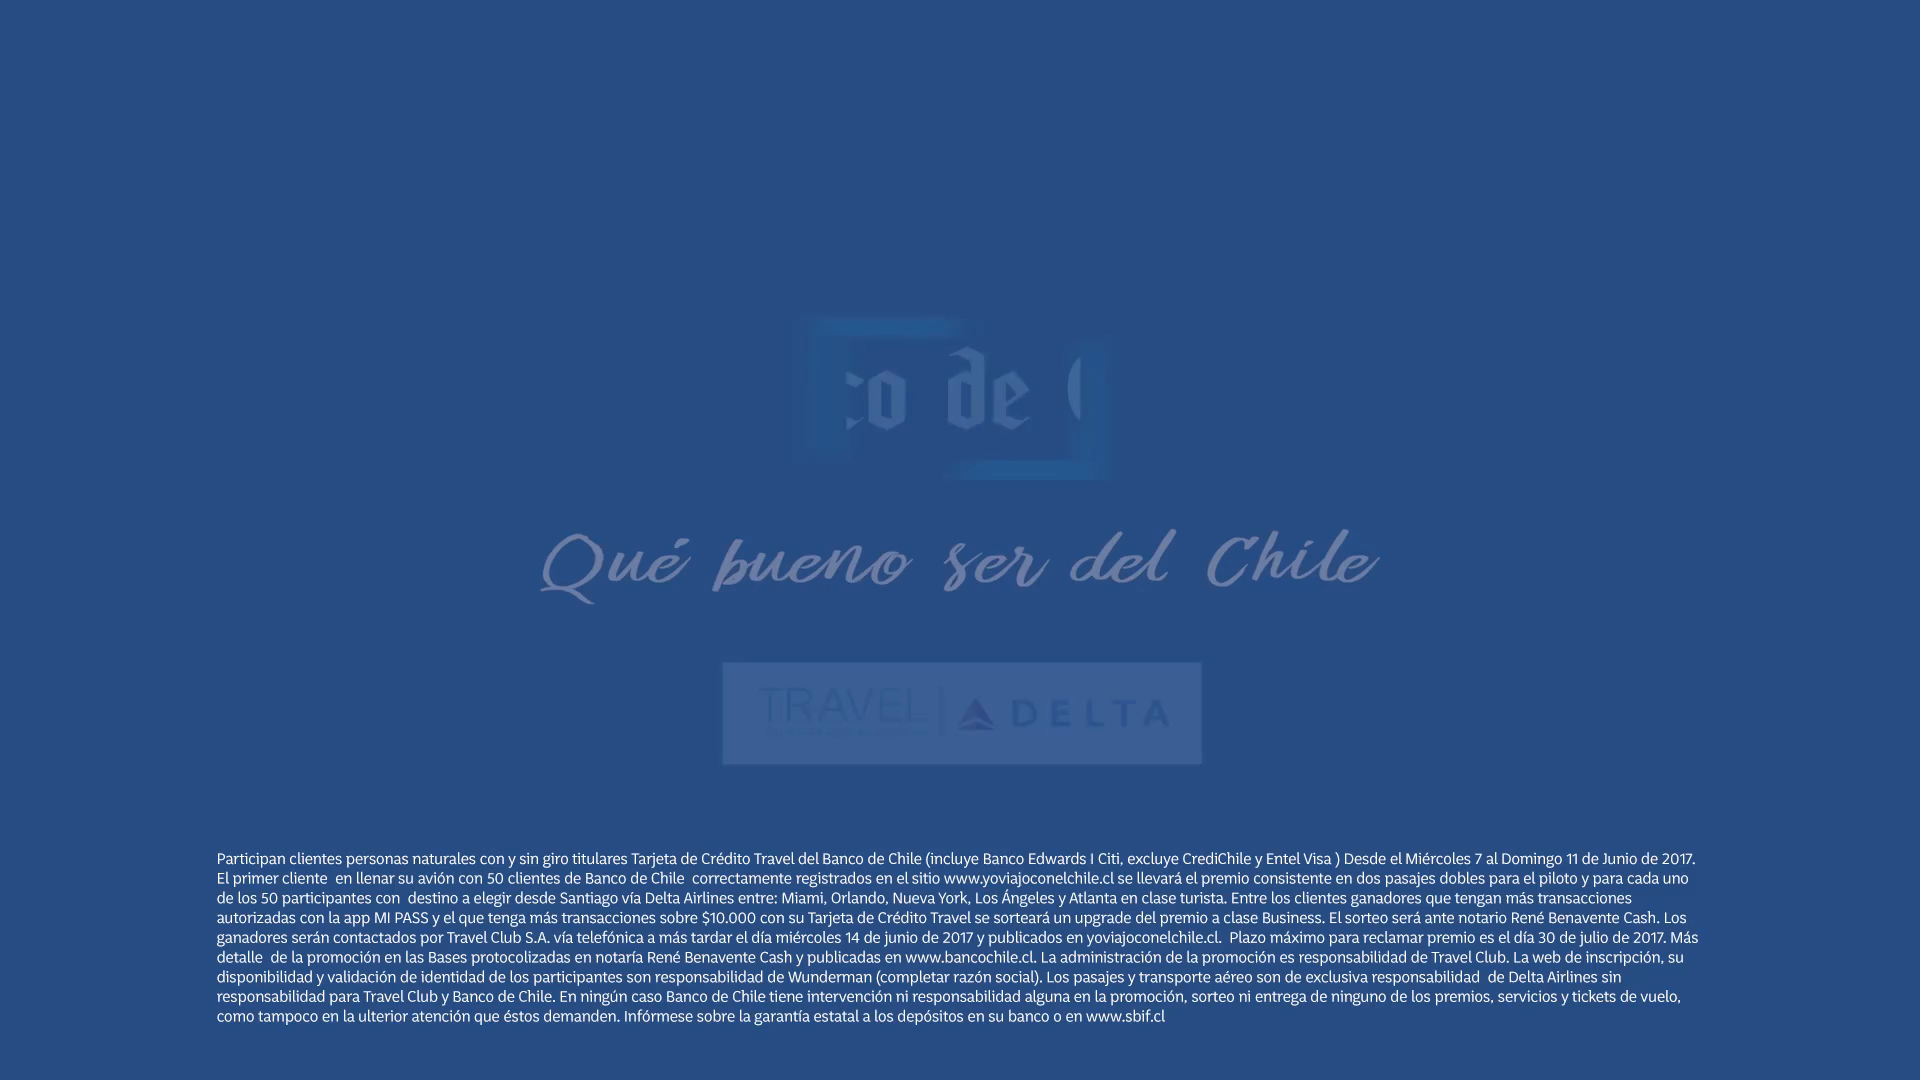 co de
Qué bueno ser del Chile
TRAVEL DELTA
Participan clientes personas naturales con y sin giro titulares Tarjeta de Crédito Travel del Banco de Chile (incluye Banco Edwards I Citi, excluye CrediChile y Entel Visa ) Desde el Miércoles 7 al Domingo 11 de Junio de 2017.
El primer cliente  en llenar su avión con 50 clientes de Banco de Chile  correctamente registrados en el sitio www.yoviajoconelchile.cl se llevará el premio consistente en dos pasajes dobles para el piloto y para cada uno
de los 50 participantes con  destino a elegir desde Santiago vía Delta Airlines entre: Miami, Orlando, Nueva York, Los Ángeles y Atlanta en clase turista. Entre los clientes ganadores que tengan más transacciones
autorizadas con la app MI PASS y el que tenga más transacciones sobre $10.000 con su Tarjeta de Crédito Travel se sorteará un upgrade del premio a clase Business. El sorteo será ante notario René Benavente Cash. Los
ganadores serán contactados por Travel Club S.A. vía telefónica a más tardar el día miércoles 14 de junio de 2017 y publicados en yoviajoconelchile.cl.  Plazo máximo para reclamar premio es el día 30 de julio de 2017. Más
detalle  de la promoción en las Bases protocolizadas en notaría René Benavente Cash y publicadas en www.bancochile.cl. La administración de la promoción es responsabilidad de Travel Club. La web de inscripción, su
disponibilidad y validación de identidad de los participantes son responsabilidad de Wunderman (completar razón social). Los pasajes y transporte aéreo son de exclusiva responsabilidad  de Delta Airlines sin
responsabilidad para Travel Club y Banco de Chile. En ningún caso Banco de Chile tiene intervención ni responsabilidad alguna en la promoción, sorteo ni entrega de ninguno de los premios, servicios y tickets de vuelo,
como tampoco en la ulterior atención que éstos demanden. Infórmese sobre la garantía estatal a los depósitos en su banco o en www.sbif.cl